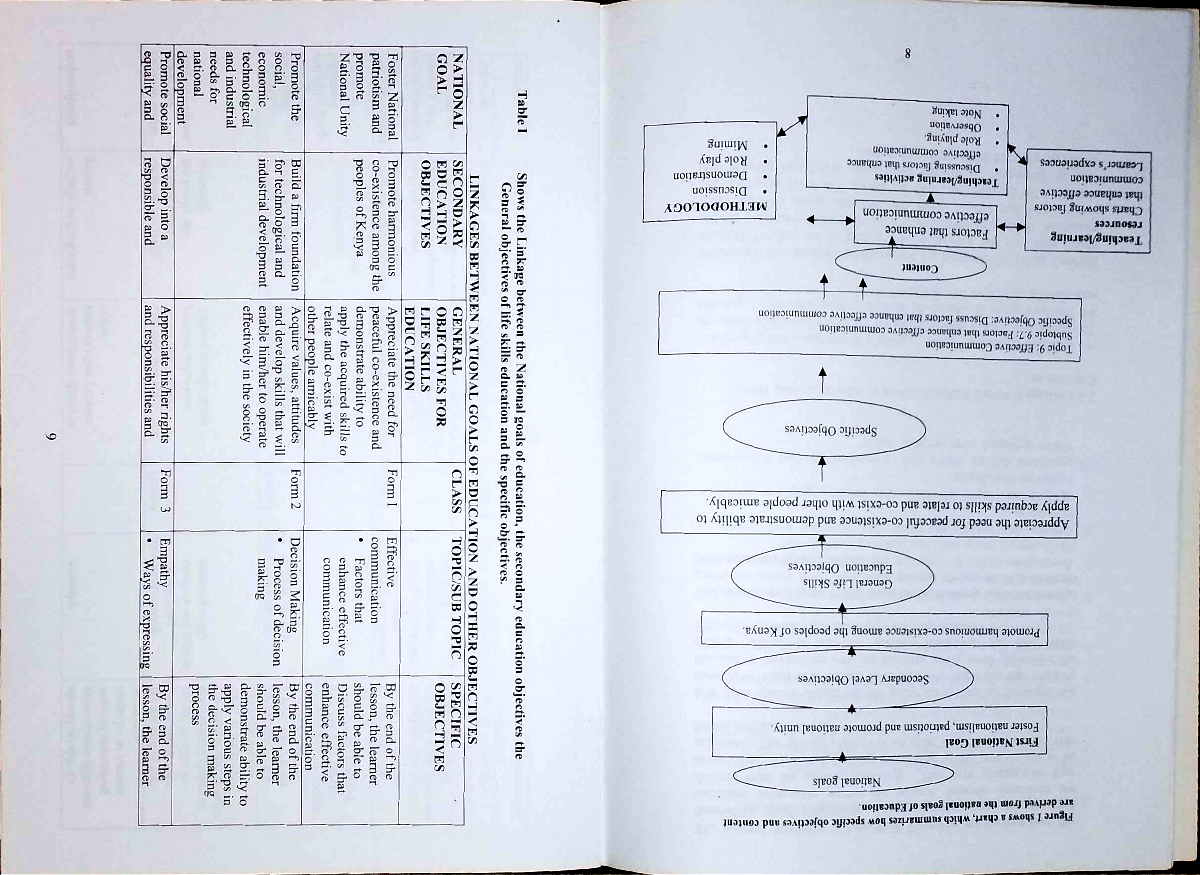 Figure 1 shows a chart, which summarizes how specific objectives and content
are derived from the national goals of Education.
National goals
First National Goal
Foster nationalism, patriotism and promote national unity.
Secondary Level Objectives
Promote harmonious co-existence among the peoples of Kenya.
General Life Skills
Education Objectives
Appreciate the need for peaceful co-existence and demonstrate ability to
apply acquired skills to relate and co-exist with other people amicably.
Specific Objectives
Topic 9: Effective Communication
Subtopic 9.7: Factors that enhance effective communication
Specific Objective: Discuss factors that enhance effective communication
Content
Factors that enhance
effective communication
Teaching/learning
resources
Charts showing factors
that enhance effective
communication
Learner's experiences
Teaching/learning activities
• Discussing factors that enhance
effective communication
• Role playing.
• Observation
• Note taking
METHODOLOGY
• Discussion
• Demonstration
• Role play
• Miming
8
Table I
Shows the Linkage between the National goals of education, the secondary education objectives the
General objectives of life skills education and the specific objectives.
LINKAGES BETWEEN NATIONAL GOALS OF EDUCATION AND OTHER OBJECTIVES
NATIONAL
GOAL
SECONDARY
EDUCATION
OBJECTIVES
GENERAL
OBJECTIVES FOR
LIFE SKILLS
EDUCATION
CLASS
TOPIC/SUB TOPIC
SPECIFIC
OBJECTIVES
Foster National
patriotism and
promote
National Unity
Promote harmonious
co-existence among the
peoples of Kenya
Appreciate the need for
peaceful co-existence and
demonstrate ability to
apply the acquired skills to
relate and co-exist with
other people amicably
Form 1
Effective
communication
• Factors that
enhance effective
communication
By the end of the
lesson, the learner
should be able to
Discuss factors that
enhance effective
communication
Promote the
social,
economic
technological
and industrial
needs for
national
development
Build a firm foundation
for technological and
industrial development
Acquire values, attitudes
and develop skills that will
enable him/her to operate
effectively in the society
Form 2
Decision Making
• Process of decision
making
By the end of the
lesson, the learner
should be able to
demonstrate ability to
apply various steps in
the decision making
process
Promote social
equality and
Develop into a
responsible and
Appreciate his/her rights
and responsibilities and
Form 3
Empathy
• Ways of expressing
By the end of the
lesson, the learner
9